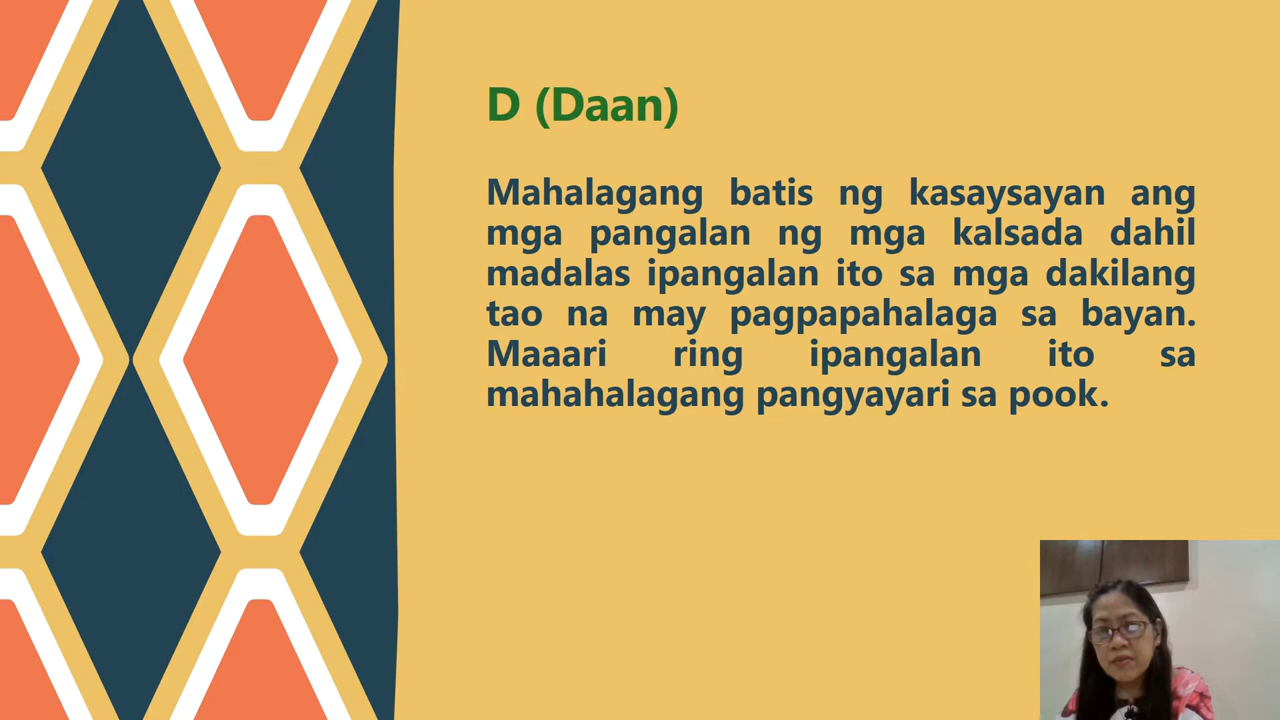 D (Daan)
Mahalagang batis ng kasaysayan ang
mga pangalan ng mga kalsada dahil
madalas ipangalan ito sa mga dakilang
tao na may pagpapahalaga sa bayan.
Maaari ring ipangalan ito sa
mahahalagang pangyayari sa pook.